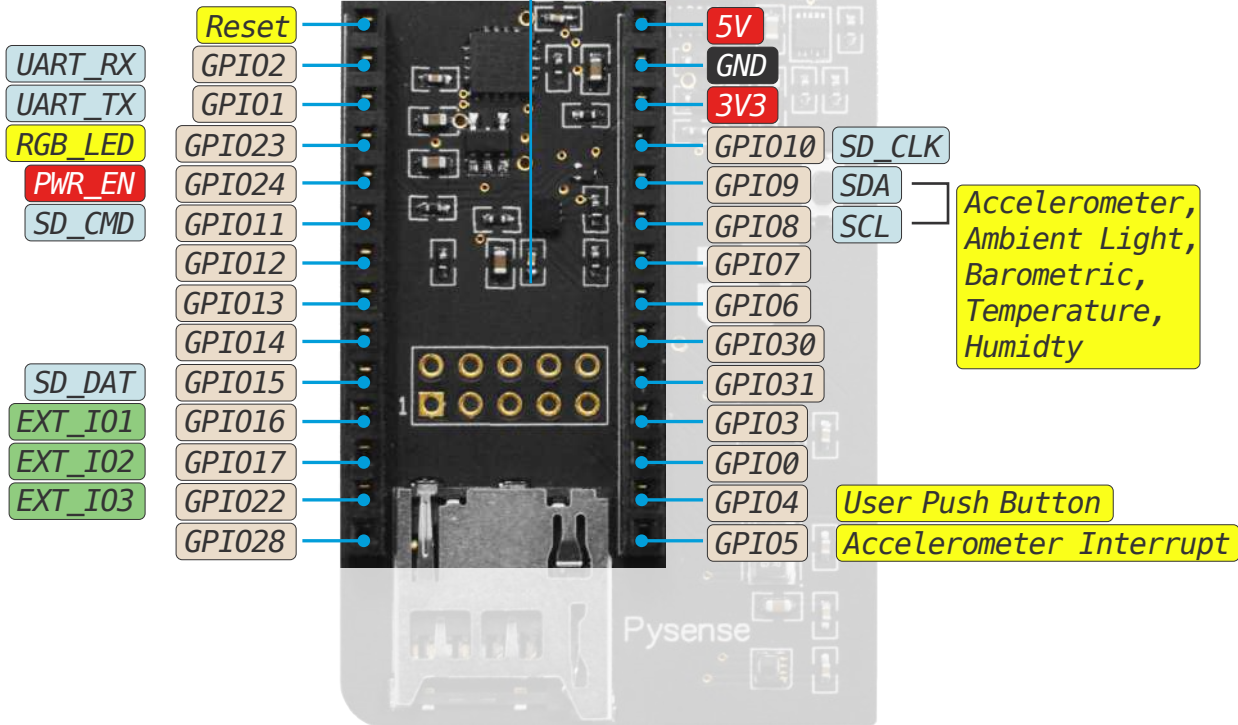 Reset 5V
UART_RX GPIO2 GND
UART_TX GPIO1 3V3
RGB_LED GPIO23 GPIO10 SD_CLK
PWR_EN GPIO24 GPIO9 SDA
SD_CMD GPIO11 GPIO8 SCL
Accelerometer,
Ambient Light,
Barometric,
Temperature,
Humidty
GPIO12 GPIO7
GPIO13 GPIO6
GPIO14 GPIO30
SD_DAT GPIO15 GPIO31
EXT_IO1 GPIO16 1 GPIO3
EXT_IO2 GPIO17 GPIO0
EXT_IO3 GPIO22 GPIO4 User Push Button
GPIO28 GPIO5 Accelerometer Interrupt
Pysense